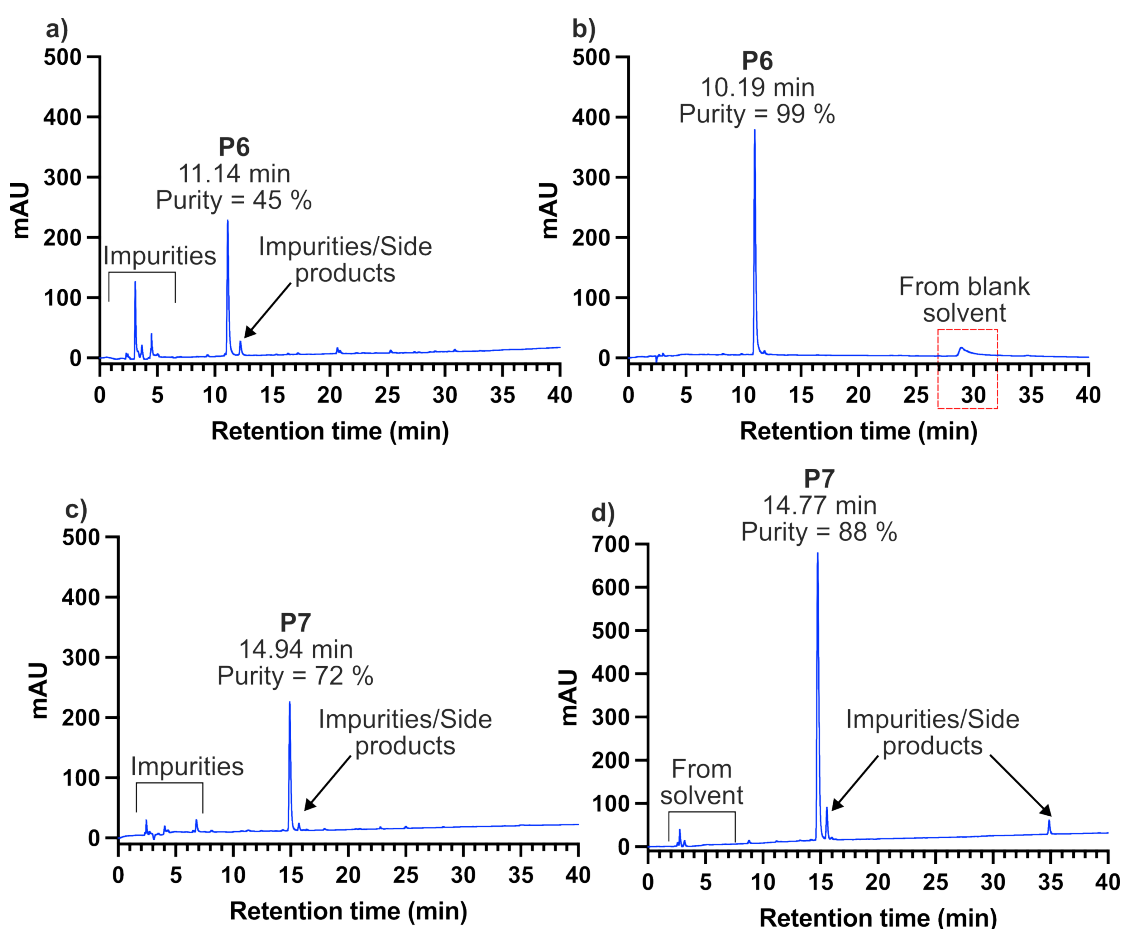 a)
500
400
300
200
100
0
mAU
P6
11.14 min
Purity = 45 %
Impurities
Impurities/Side
products
0 5 10 15 20 25 30 35 40
Retention time (min)
b)
500
400
300
200
100
0
mAU
P6
10.19 min
Purity = 99 %
From blank
solvent
0 5 10 15 20 25 30 35 40
Retention time (min)
c)
500
400
300
200
100
0
mAU
P7
14.94 min
Purity = 72 %
Impurities
Impurities/Side
products
0 5 10 15 20 25 30 35 40
Retention time (min)
d)
700
600
500
400
300
200
100
0
mAU
P7
14.77 min
Purity = 88 %
From
solvent
Impurities/Side
products
0 5 10 15 20 25 30 35 40
Retention time (min)